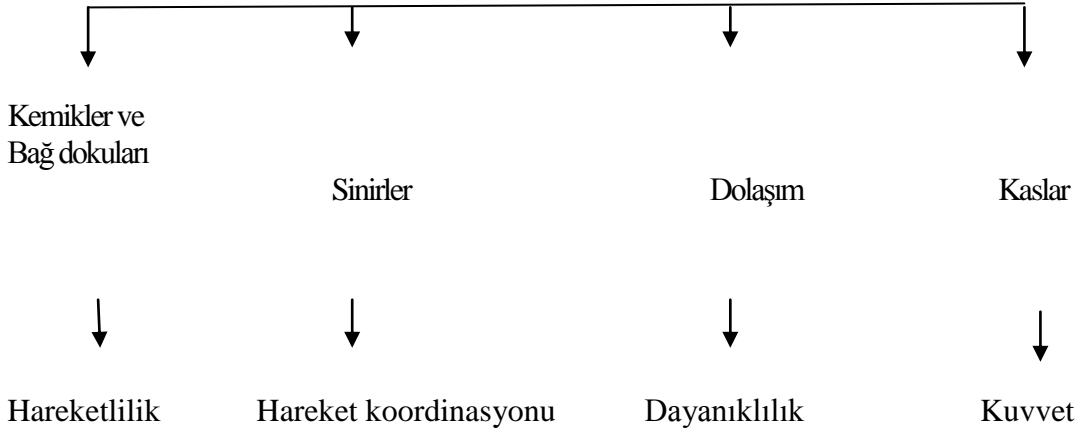 Kemikler ve
Bağ dokuları
Sinirler
Dolaşım
Kaslar
Hareketlilik
Hareket koordinasyonu
Dayanıklılık
Kuvvet